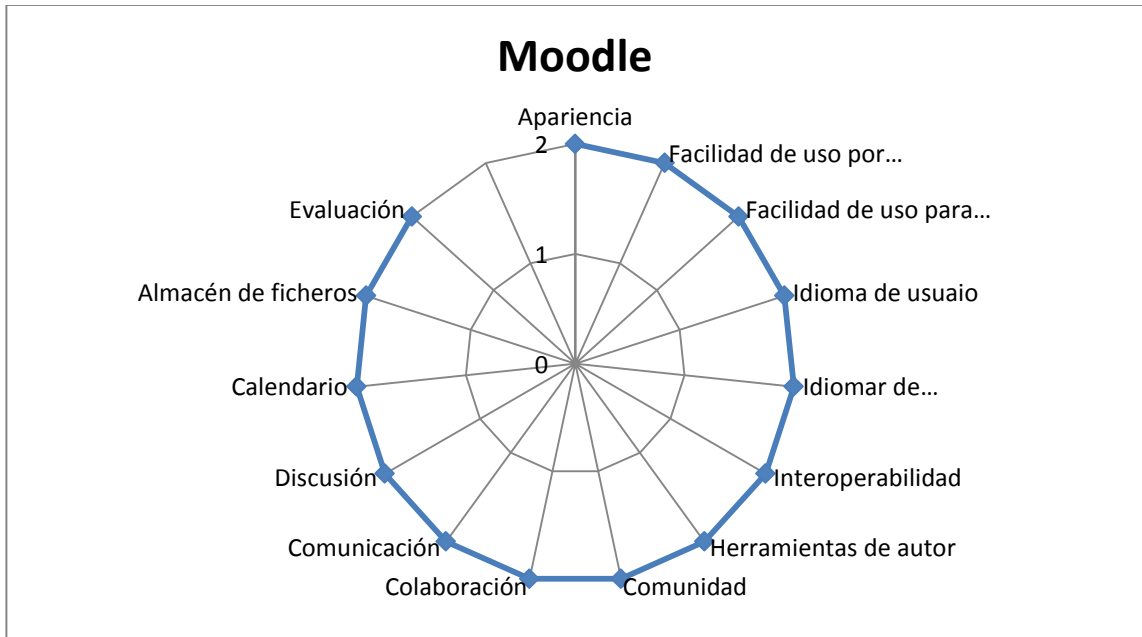 Moodle
Apariencia
Facilidad de uso por…
Facilidad de uso para…
Idioma de usuaio
Idiomar de…
Interoperabilidad
Herramientas de autor
Comunidad
Colaboración
Comunicación
Discusión
Calendario
Almacén de ficheros
Evaluación
2
1
0